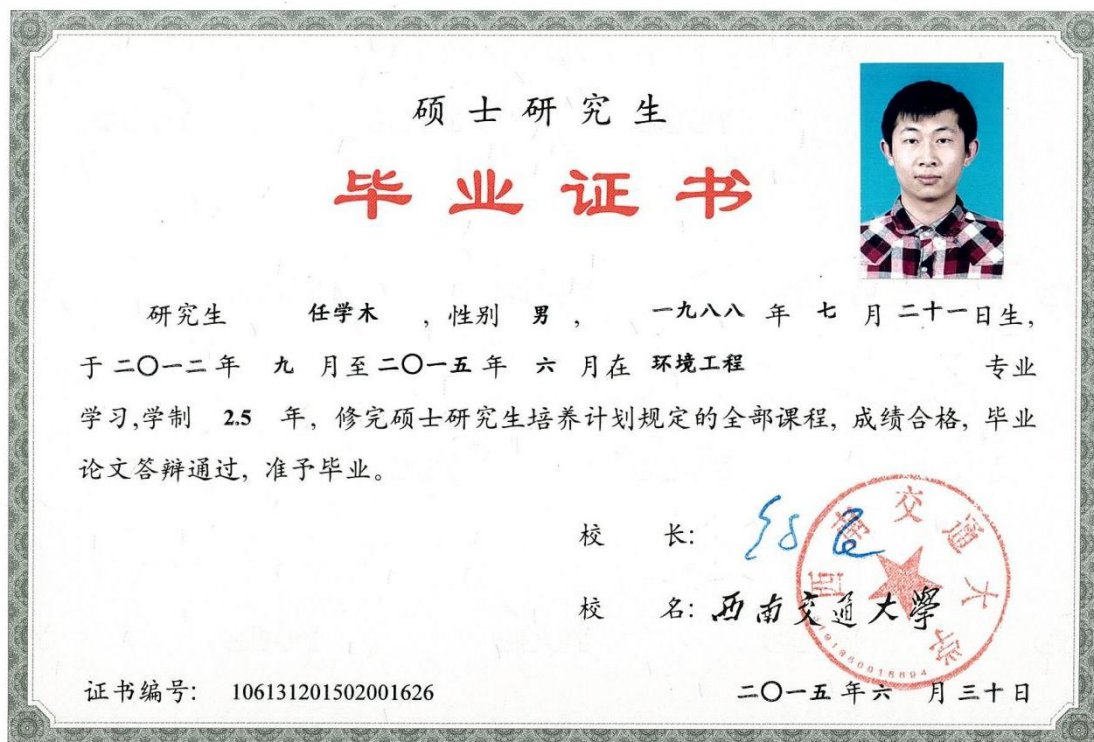 硕士研究生
毕业证书
研究生 任学木 ，性别 男 ， 一九八八 年 七 月 二十一日生，
于 二〇一二 年 九 月至 二〇一五 年 六 月在 环境工程 专业
学习,学制 2.5 年，修完硕士研究生培养计划规定的全部课程，成绩合格，毕业
论文答辩通过，准予毕业。
校 长:
校 名: 西南交通大學
西南交通大学
证书编号: 106131201502001626
二〇一五 年 六 月 三十 日